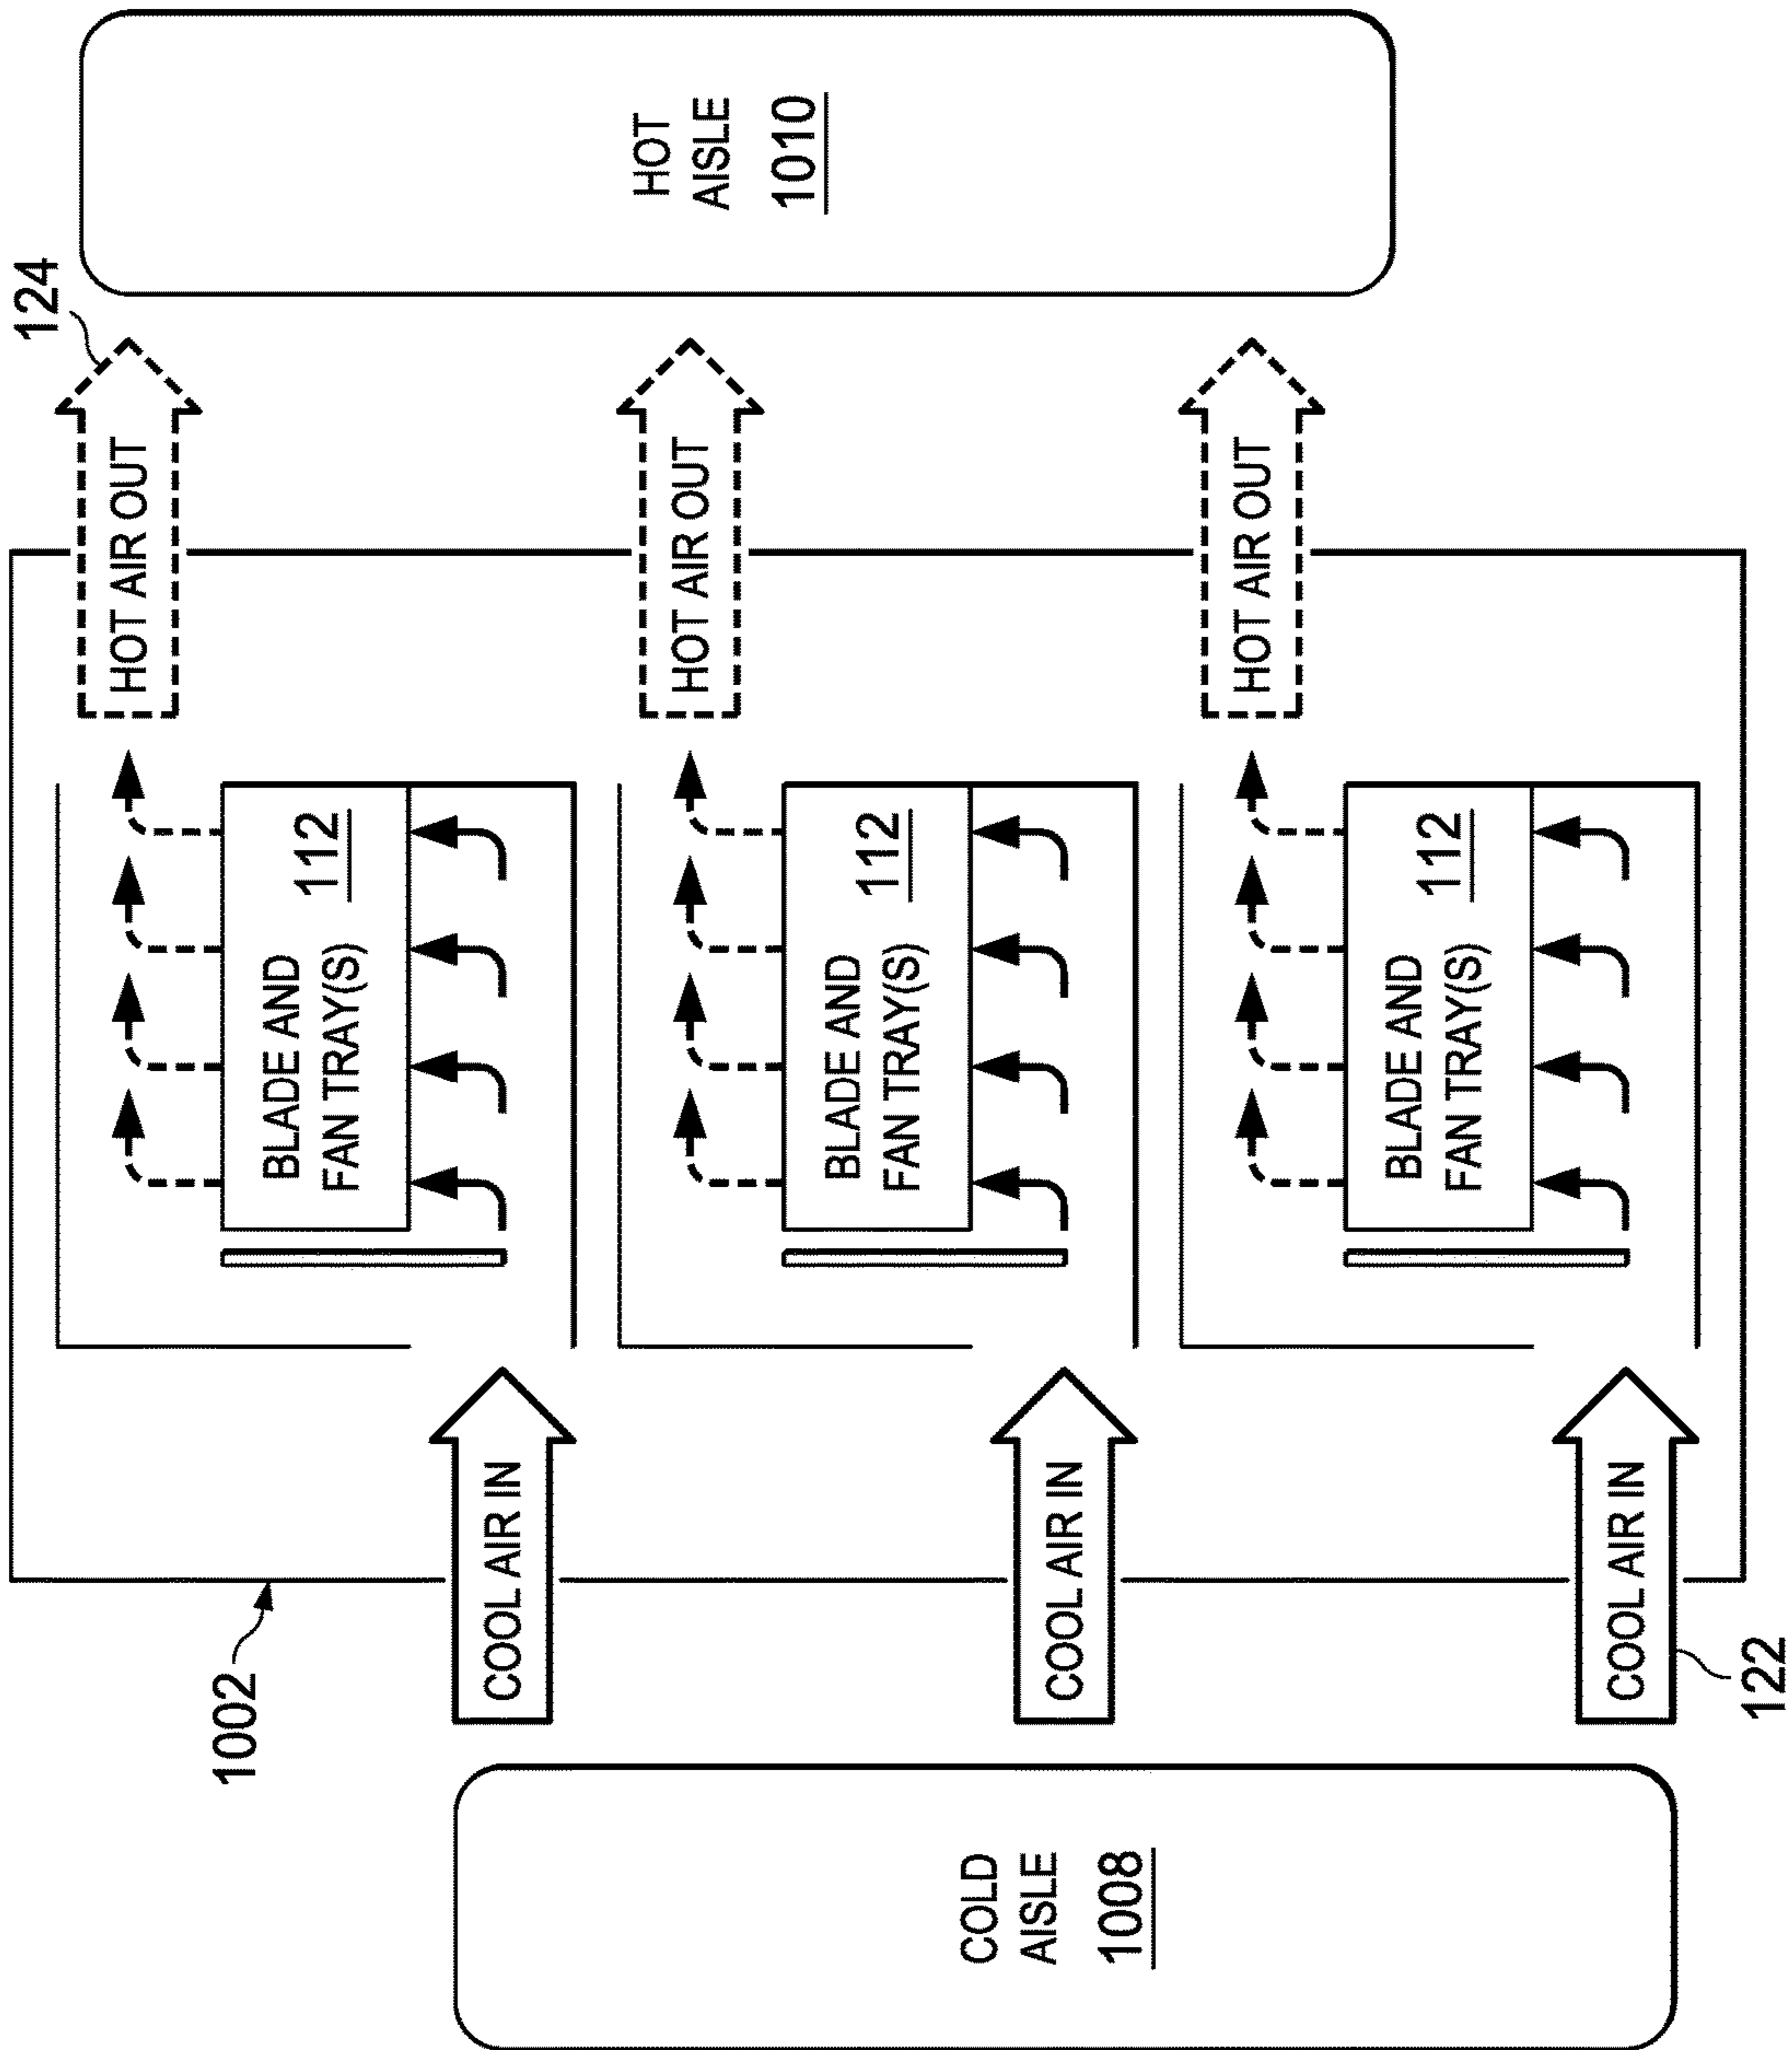 1002
124
COLD
AISLE
1008
COOL AIR IN
BLADE AND
FAN TRAY(S)
112
HOT AIR OUT
COOL AIR IN
BLADE AND
FAN TRAY(S)
112
HOT AIR OUT
COOL AIR IN
BLADE AND
FAN TRAY(S)
112
HOT AIR OUT
HOT
AISLE
1010
122